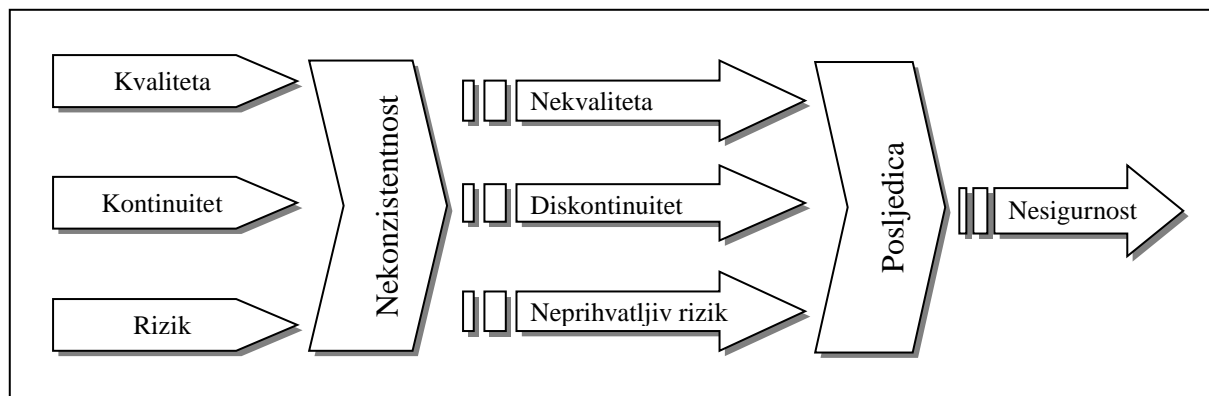 Kvaliteta
Kontinuitet
Rizik
Nekonzistentnost
Nekvaliteta
Diskontinuitet
Neprihvatljiv rizik
Posljedica
Nesigurnost